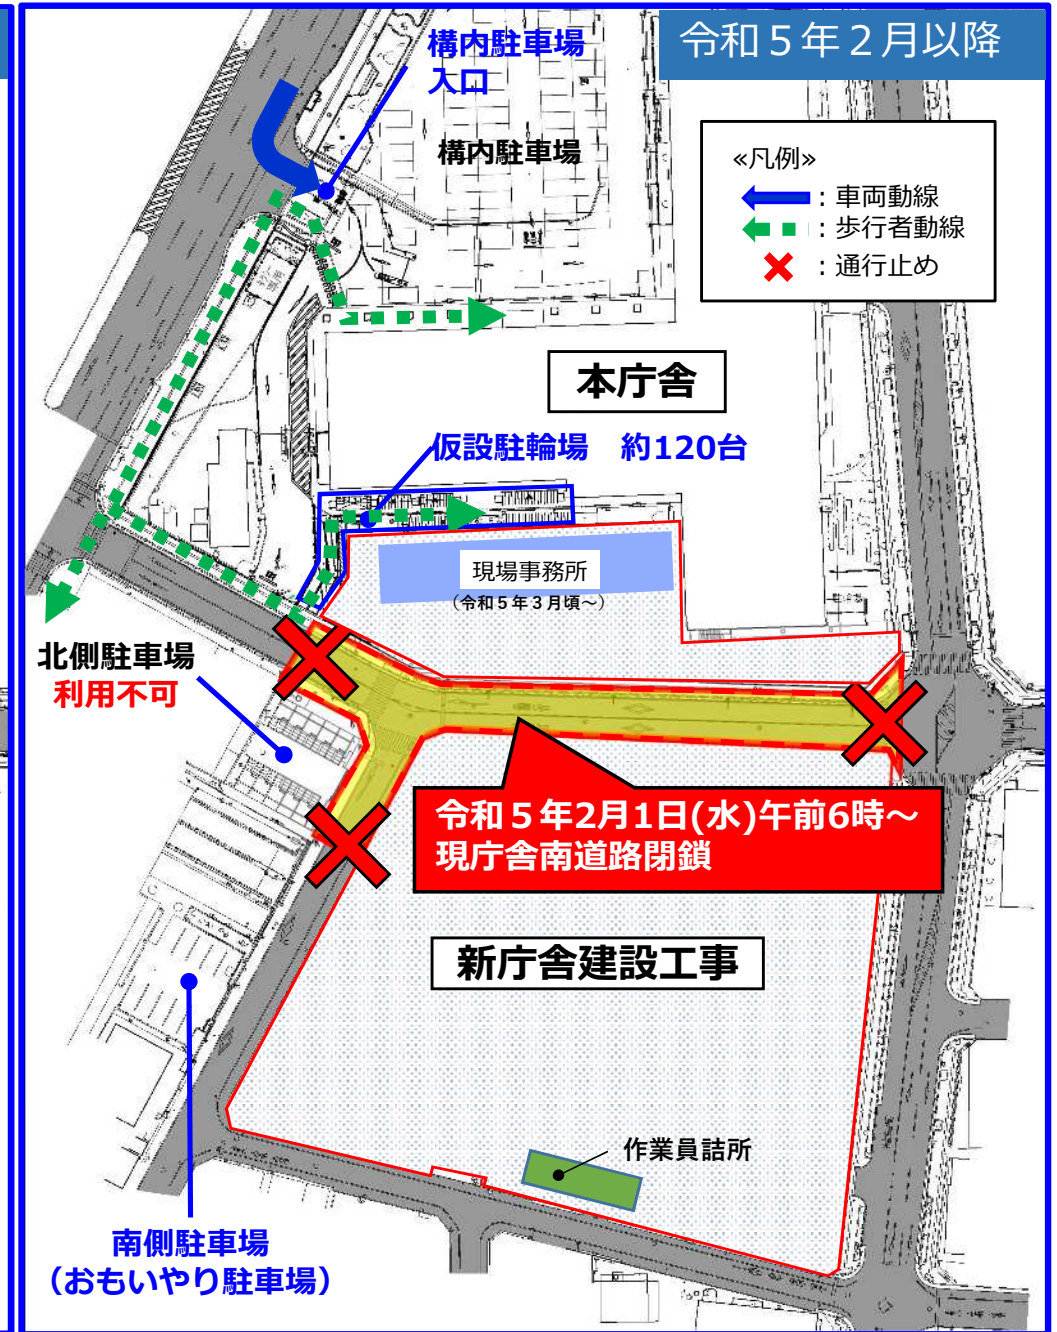 令和５年２月以降
構内駐車場
入口
構内駐車場
«凡例»
：車両動線
：歩行者動線
：通行止め
本庁舎
仮設駐輪場　約120台
現場事務所
（令和５年３月頃～）
北側駐車場
利用不可
令和５年2月1日(水)午前6時～
現庁舎南道路閉鎖
新庁舎建設工事
作業員詰所
南側駐車場
（おもいやり駐車場）